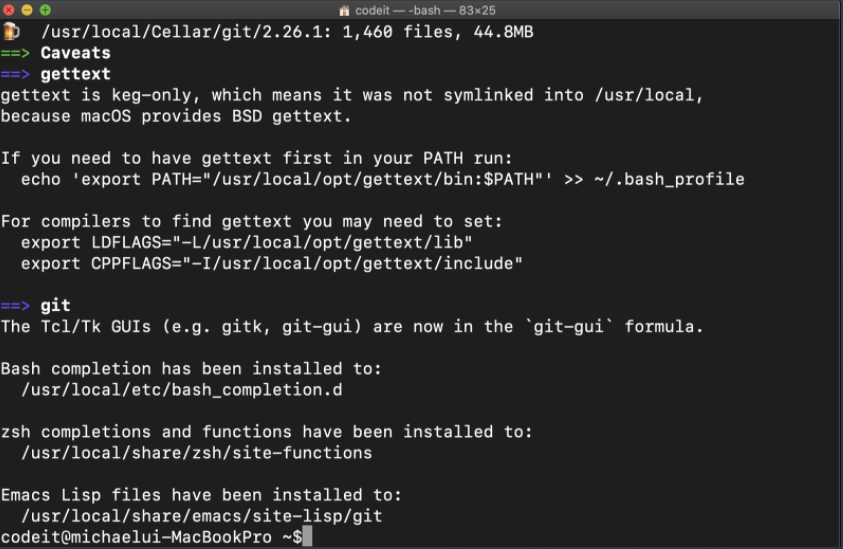 codeit — -bash — 83×25
/usr/local/Cellar/git/2.26.1: 1,460 files, 44.8MB
==> Caveats
==> gettext
gettext is keg-only, which means it was not symlinked into /usr/local,
because macOS provides BSD gettext.
If you need to have gettext first in your PATH run:
  echo 'export PATH="/usr/local/opt/gettext/bin:$PATH"' >> ~/.bash_profile
For compilers to find gettext you may need to set:
  export LDFLAGS="-L/usr/local/opt/gettext/lib"
  export CPPFLAGS="-I/usr/local/opt/gettext/include"
==> git
The Tcl/Tk GUIs (e.g. gitk, git-gui) are now in the `git-gui` formula.
Bash completion has been installed to:
  /usr/local/etc/bash_completion.d
zsh completions and functions have been installed to:
  /usr/local/share/zsh/site-functions
Emacs Lisp files have been installed to:
  /usr/local/share/emacs/site-lisp/git
codeit@michaelui-MacBookPro ~$